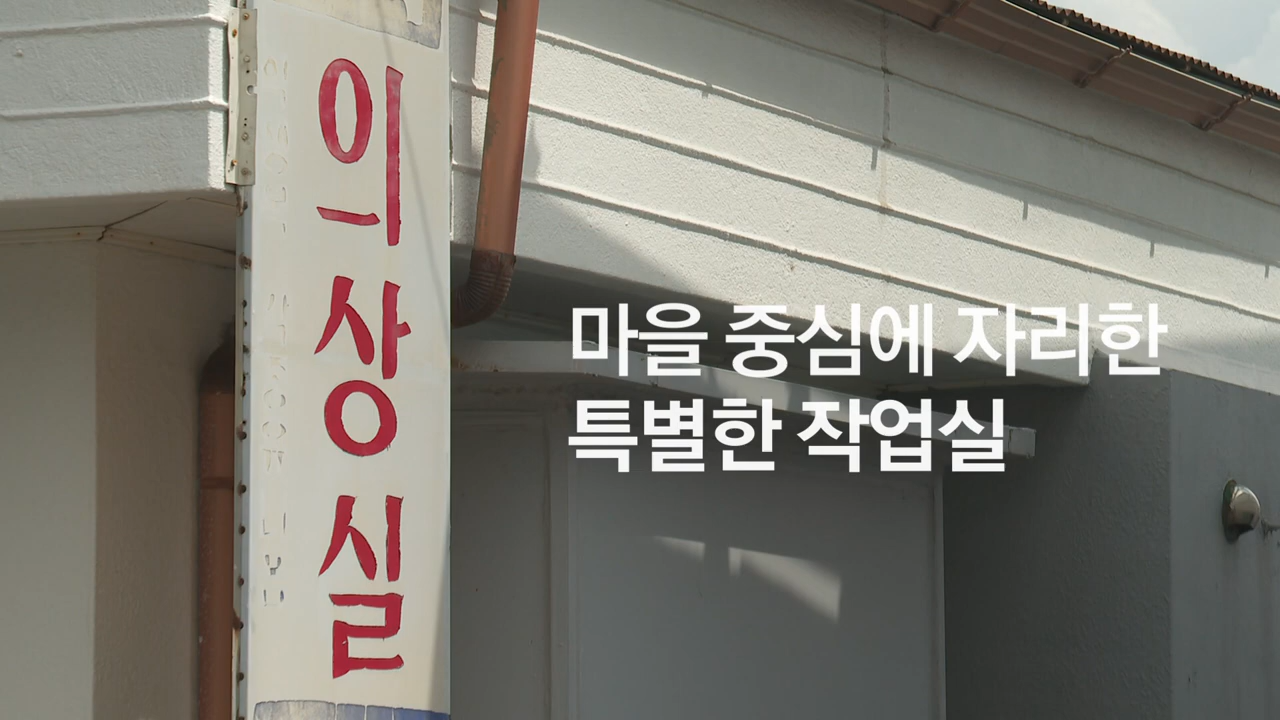 의상실
마을 중심에 자리한
특별한 작업실